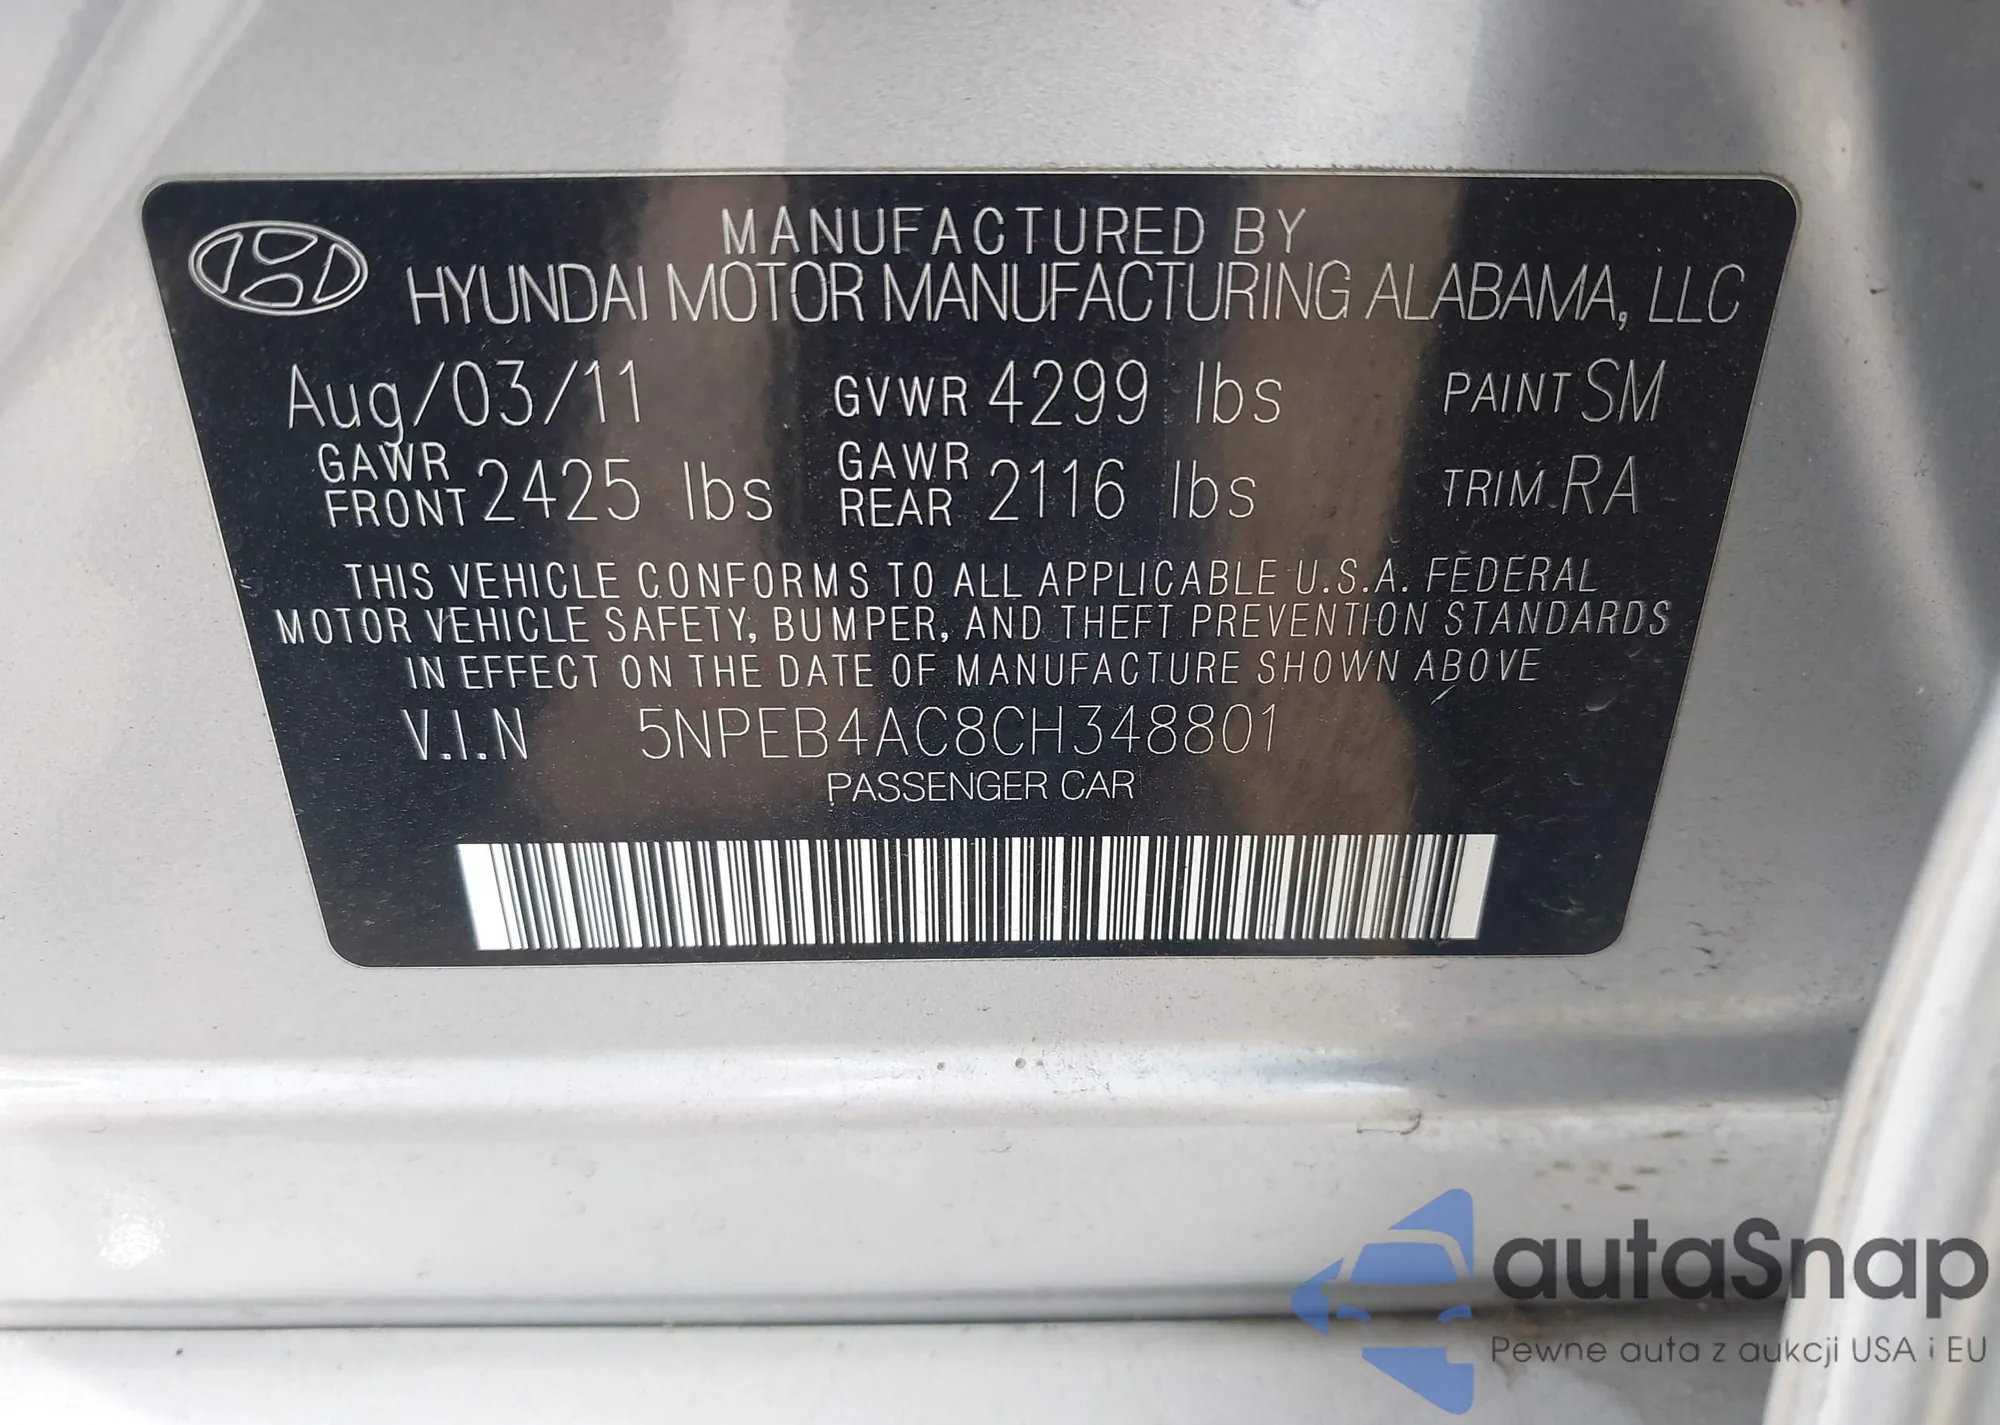 MANUFACTURED BY
HYUNDAI MOTOR MANUFACTURING ALABAMA, LLC
Aug/03/11 GVWR 4299 lbs PAINT SM
GAWR FRONT 2425 lbs GAWR REAR 2116 lbs TRIM RA
THIS VEHICLE CONFORMS TO ALL APPLICABLE U.S.A. FEDERAL
MOTOR VEHICLE SAFETY, BUMPER, AND THEFT PREVENTION STANDARDS
IN EFFECT ON THE DATE OF MANUFACTURE SHOWN ABOVE
V.I.N 5NPEB4AC8CH348801
PASSENGER CAR
autaSnap
Pewne auta z aukcji USA i EU